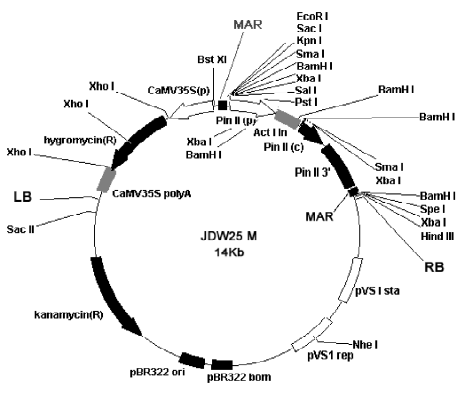 MAR
EcoR I
Sac I
Kpn I
Sma I
BamH I
Xba I
Sal I
Pst I
Bst XI
CaMV35S(p)
Xho I
Xho I
hygromycin(R)
Xho I
Pin II (p)
Act I In
Xba I
BamH I
Pin II (c)
RamH I
BamH I
Sma I
Xba I
Pin II 3'
MAR
BamH I
Spe I
Xba I
Hind III
RB
CaMV35S polyA
LB
Sac II
JDW25 M
14Kb
pVS I sta
kanamycin(R)
Nhe I
pVS1 rep
pBR322 ori
pBR322 bom